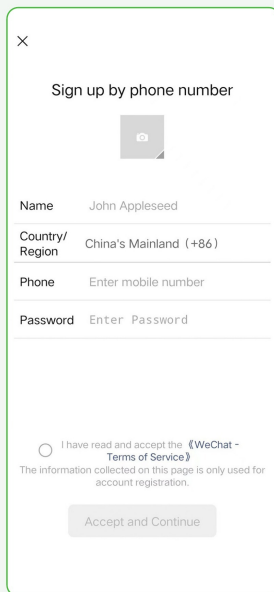 Sign up by phone number
Name John Appleseed
Country/
Region China's Mainland (+86)
Phone Enter mobile number
Password Enter Password
I have read and accept the 《WeChat -
Terms of Service》
The information collected on this page is only used for
account registration.
Accept and Continue